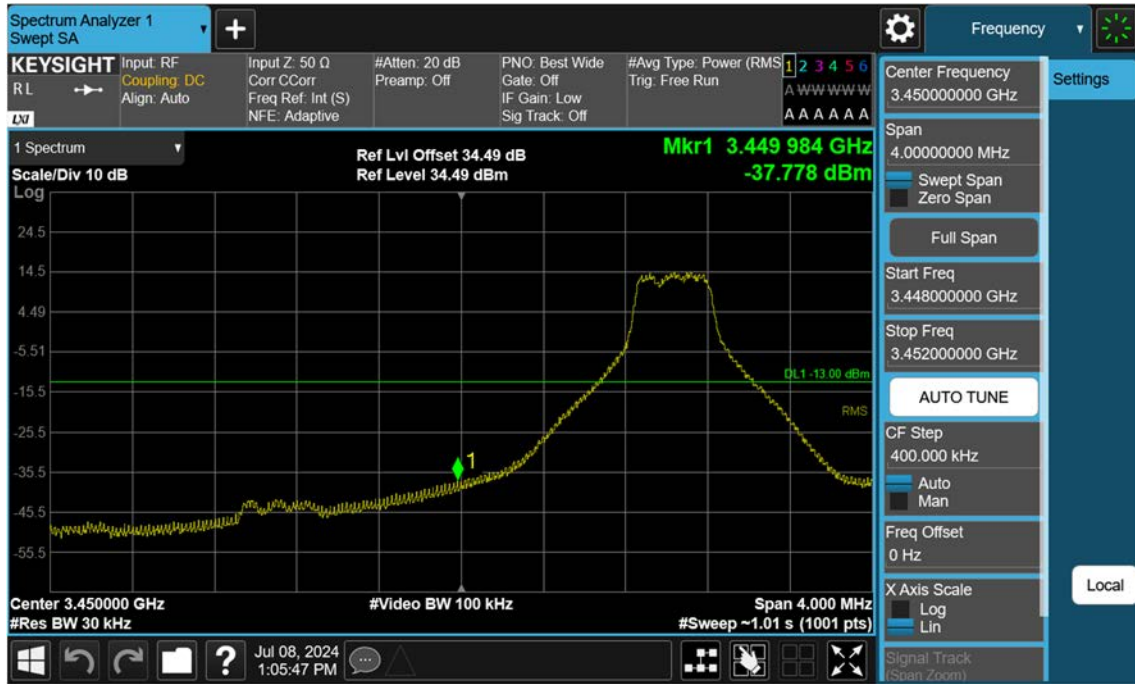 Spectrum Analyzer 1
Swept SA
Frequency
KEYSIGHT
RL
LXI
Input: RF
Coupling: DC
Align: Auto
Input Z: 50 Ω
Corr CCorr
Freq Ref: Int (S)
NFE: Adaptive
#Atten: 20 dB
Preamp: Off
PNO: Best Wide
Gate: Off
IF Gain: Low
Sig Track: Off
#Avg Type: Power (RMS
Trig: Free Run
1 2 3 4 5 6
A W W W W W
A A A A A A
1 Spectrum
Scale/Div 10 dB
Log
Ref Lvl Offset 34.49 dB
Ref Level 34.49 dBm
Mkr1 3.449 984 GHz
-37.778 dBm
24.5
14.5
4.49
-5.51
DL1 -13.00 dBm
-15.5
RMS
-25.5
-35.5
1
-45.5
-55.5
Center 3.450000 GHz
#Video BW 100 kHz
Span 4.000 MHz
#Res BW 30 kHz
#Sweep ~1.01 s (1001 pts)
Center Frequency
3.450000000 GHz
Settings
Span
4.00000000 MHz
Swept Span
Zero Span
Full Span
Start Freq
3.448000000 GHz
Stop Freq
3.452000000 GHz
AUTO TUNE
CF Step
400.000 kHz
Auto
Man
Freq Offset
0 Hz
X Axis Scale
Log
Lin
Local
Signal Track
(Span Zoom)
?
Jul 08, 2024
1:05:47 PM